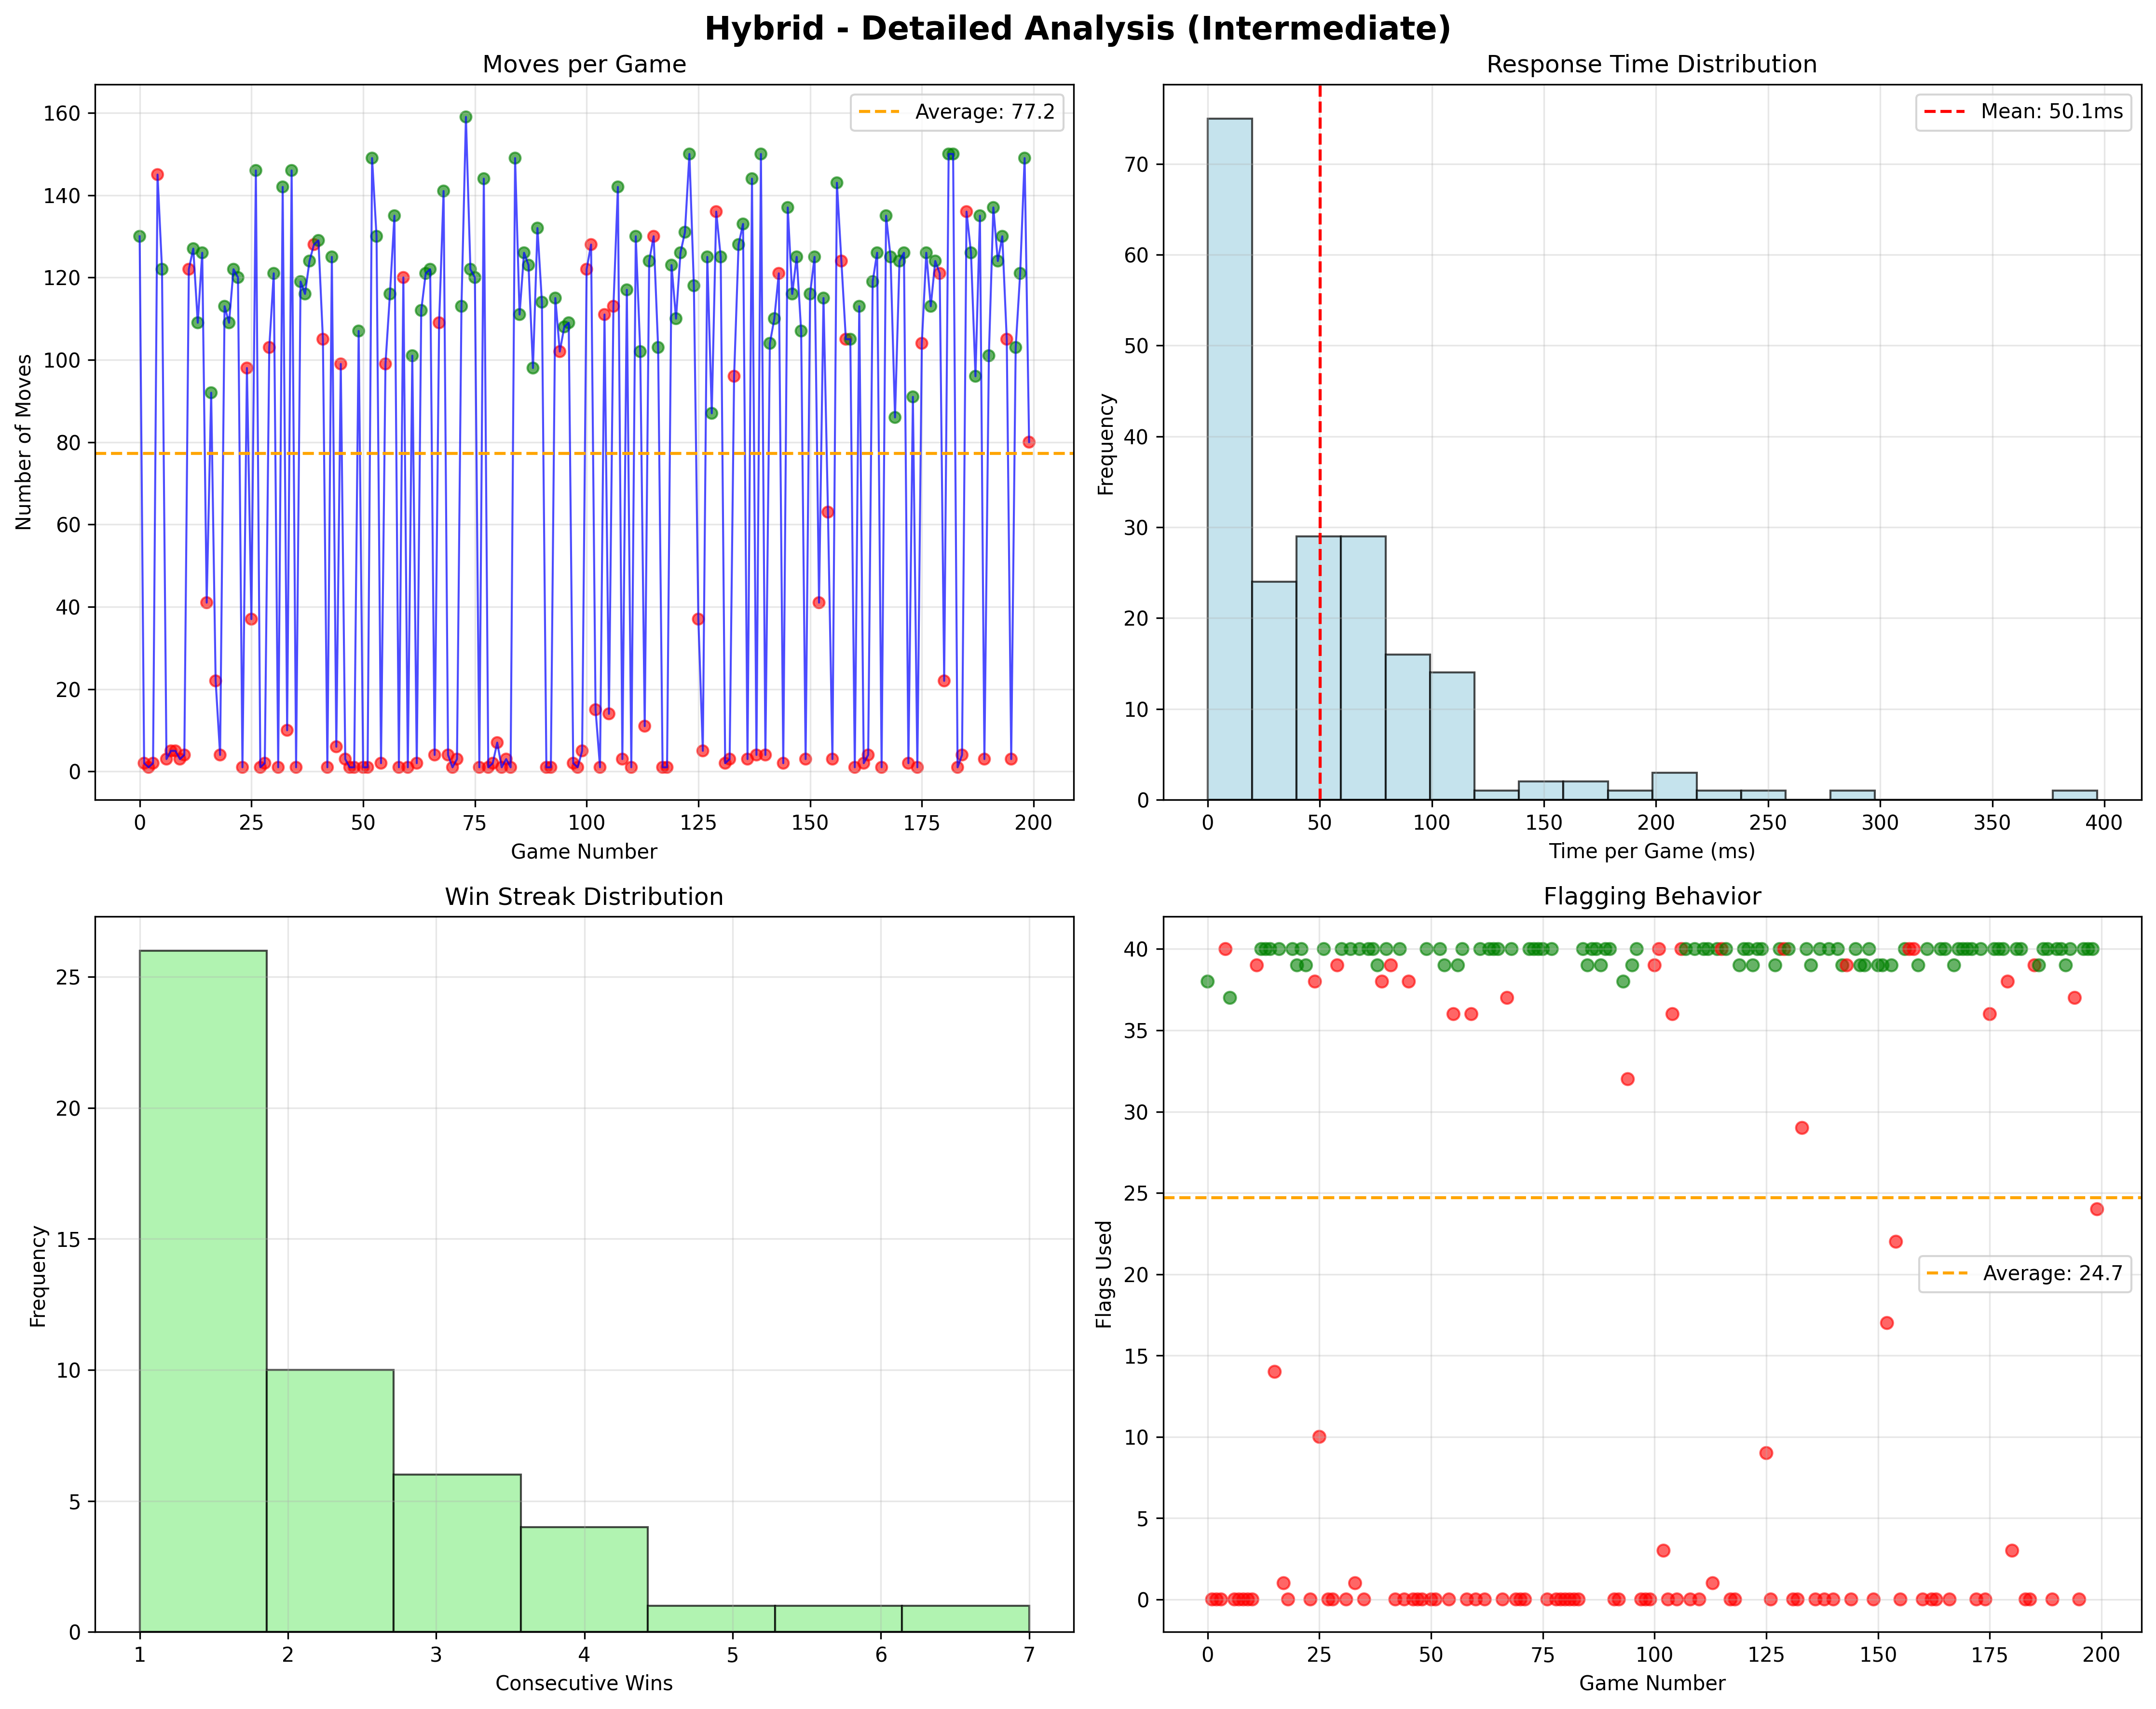 Hybrid - Detailed Analysis (Intermediate)
Moves per Game
Number of Moves
160
140
120
100
80
60
40
20
0
Average: 77.2
0 25 50 75 100 125 150 175 200
Game Number
Response Time Distribution
Frequency
70
60
50
40
30
20
10
0
Mean: 50.1ms
0 50 100 150 200 250 300 350 400
Time per Game (ms)
Win Streak Distribution
Frequency
25
20
15
10
5
0
1 2 3 4 5 6 7
Consecutive Wins
Flagging Behavior
Flags Used
40
35
30
25
20
15
10
5
0
Average: 24.7
0 25 50 75 100 125 150 175 200
Game Number